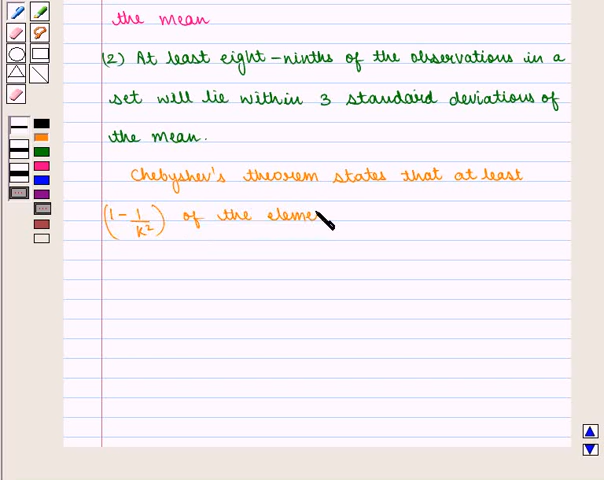 the mean
(2) At least eight-ninths of the observations in a
set will lie within 3 standard deviations of
the mean.
Chebyshev's theorem states that at least
(1 - 1/K²) of the eleme